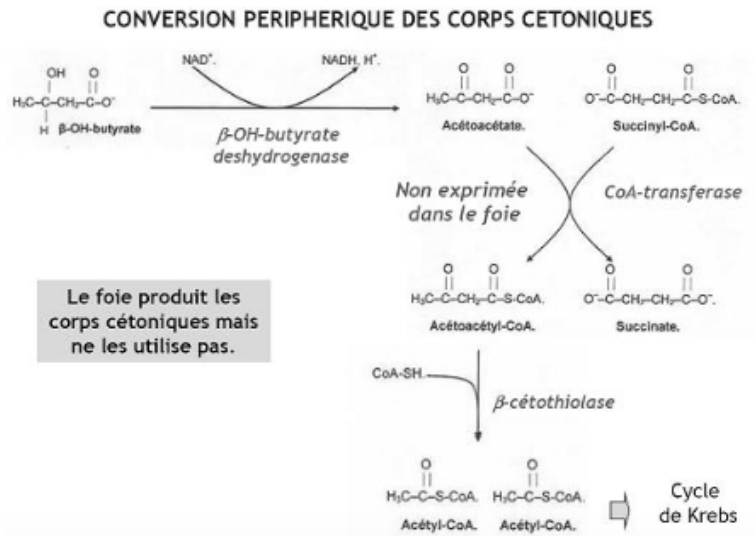 CONVERSION PERIPHERIQUE DES CORPS CETONIQUES
NAD⁺.
NADH, H⁺.
OH O
H₃C–C–CH₂–C–O⁻
H β-OH-butyrate
β-OH-butyrate
deshydrogenase
O O
H₃C–C–CH₂–C–O⁻
Acétoacétate.
O O
O⁻–C–CH₂–CH₂–C–S–CoA.
Succinyl-CoA.
Non exprimée
dans le foie
CoA-transferase
O O
H₃C–C–CH₂–C–S–CoA.
Acétoacétyl-CoA.
O O
O⁻–C–CH₂–CH₂–C–O⁻.
Succinate.
Le foie produit les
corps cétoniques mais
ne les utilise pas.
CoA-SH.
β-cétothiolase
O O
H₃C–C–S–CoA. H₃C–C–S–CoA.
Acétyl-CoA. Acétyl-CoA.
Cycle
de Krebs